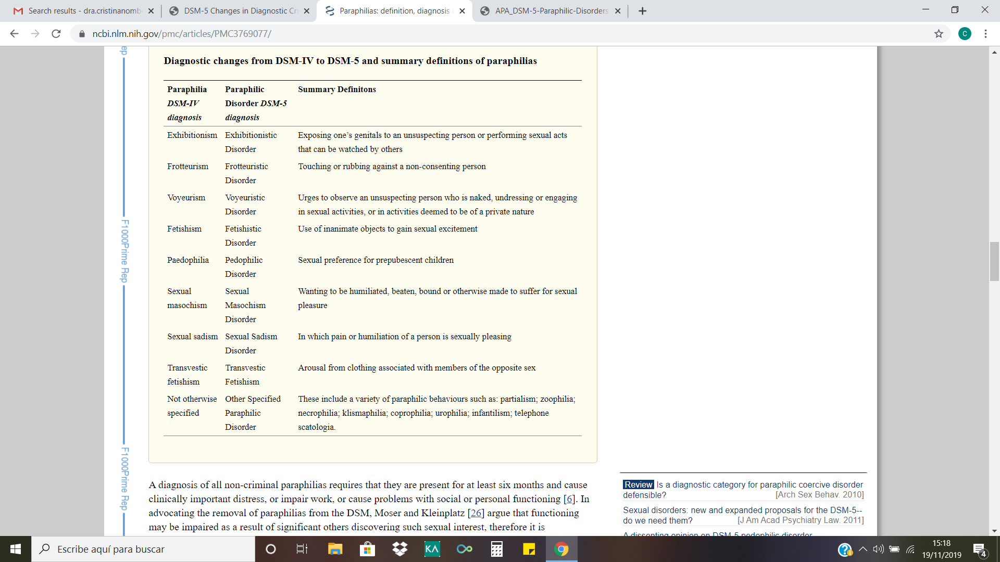 Search results - dra.cristinanomb
DSM-5 Changes in Diagnostic Cri
Paraphilias: definition, diagnosis a
APA_DSM-5-Paraphilic-Disorders
ncbi.nlm.nih.gov/pmc/articles/PMC3769077/
C
ep
F1000Prime Rep
F1000Prime Rep
Diagnostic changes from DSM-IV to DSM-5 and summary definitions of paraphilias
Paraphilia Paraphilic Summary Definitons
DSM-IV Disorder DSM-5
diagnosis diagnosis
Exhibitionism Exhibitionistic Exposing one’s genitals to an unsuspecting person or performing sexual acts
Disorder that can be watched by others
Frotteurism Frotteuristic Touching or rubbing against a non-consenting person
Disorder
Voyeurism Voyeuristic Urges to observe an unsuspecting person who is naked, undressing or engaging
Disorder in sexual activities, or in activities deemed to be of a private nature
Fetishism Fetishistic Use of inanimate objects to gain sexual excitement
Disorder
Paedophilia Pedophilic Sexual preference for prepubescent children
Disorder
Sexual Sexual Wanting to be humiliated, beaten, bound or otherwise made to suffer for sexual
masochism Masochism pleasure
Disorder
Sexual sadism Sexual Sadism In which pain or humiliation of a person is sexually pleasing
Disorder
Transvestic Transvestic Arousal from clothing associated with members of the opposite sex
fetishism Fetishism
Not otherwise Other Specified These include a variety of paraphilic behaviours such as: partialism; zoophilia;
specified Paraphilic necrophilia; klismaphilia; coprophilia; urophilia; infantilism; telephone
Disorder scatologia.
A diagnosis of all non-criminal paraphilias requires that they are present for at least six months and cause
clinically important distress, or impair work, or cause problems with social or personal functioning [6]. In
advocating the removal of paraphilias from the DSM, Moser and Kleinplatz [26] argue that functioning
may be impaired as a result of significant others discovering such sexual interest, therefore it is
Review Is a diagnostic category for paraphilic coercive disorder
defensible? [Arch Sex Behav. 2010]
Sexual disorders: new and expanded proposals for the DSM-5--
do we need them? [J Am Acad Psychiatry Law. 2011]
A dissenting opinion on DSM-5 pedophilic disorder
Escribe aquí para buscar
KA
15:18
19/11/2019
4